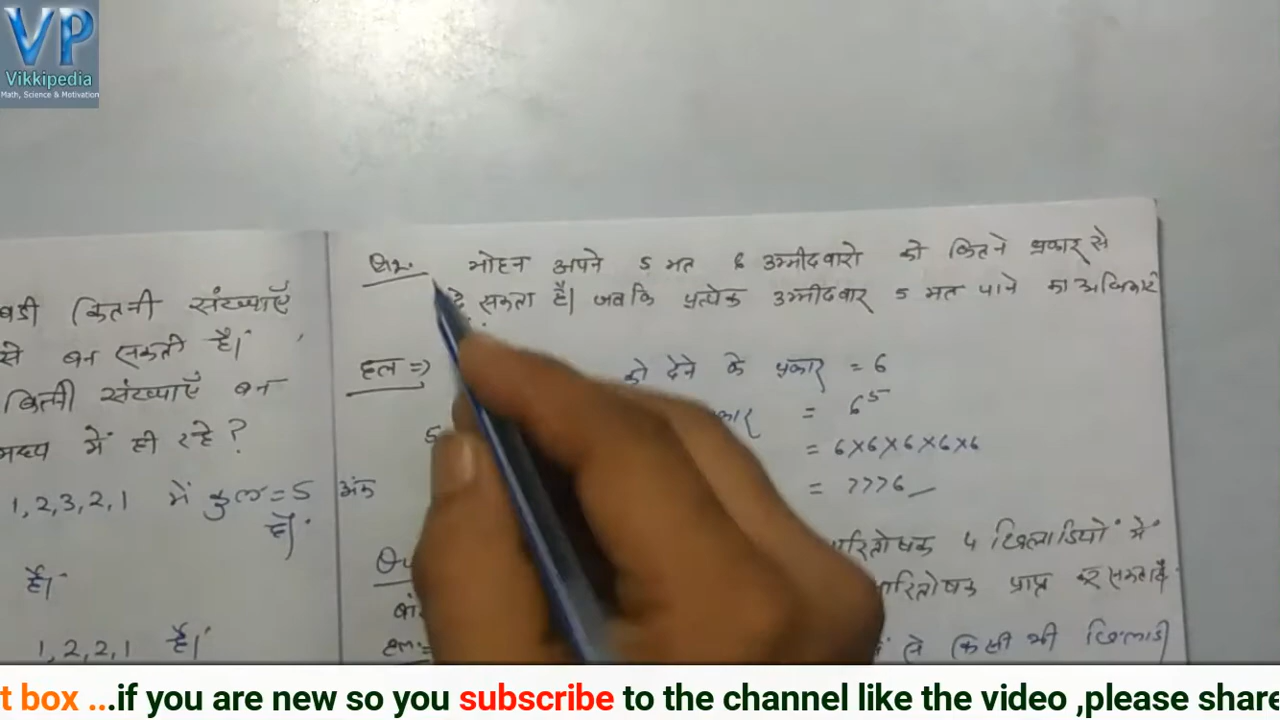 VP
Vikkipedia
Math, Science & Motivation
बड़ी कितनी संख्याएँ
से बन सकती है।
कितनी संख्याएँ बन
में ही रहे ?
1, 2, 3, 2, 1 में कुल = 5 अंक
है।
है।
1, 2, 2, 1 है।
मोहन अपने 5 मत 6 उम्मीदवारो को कितने प्रकार से
दे सकता है। जबकि प्रत्येक उम्मीदवार 5 मत पाने का अधिकारी
हल ⇒ को देने के प्रकार = 6
5 = 6⁵
= 6×6×6×6×6
= 7776
4 खिलाडियों में
प्राप्त कर सकता है
से किसी भी खिलाडी
t box ...if you are new so you subscribe to the channel like the video ,please share